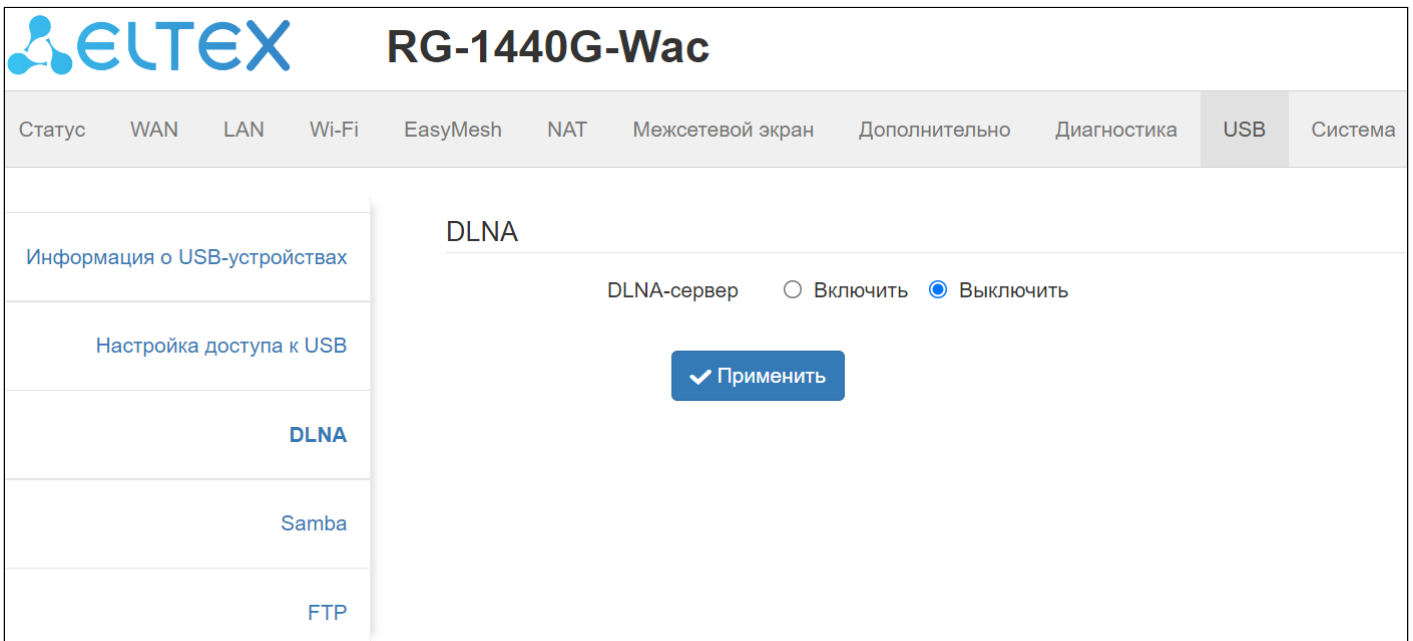 ELTEX RG-1440G-Wac
Статус WAN LAN Wi-Fi EasyMesh NAT Межсетевой экран Дополнительно Диагностика USB Система
Информация о USB-устройствах
Настройка доступа к USB
DLNA
Samba
FTP
DLNA
DLNA-сервер Включить Выключить
Применить